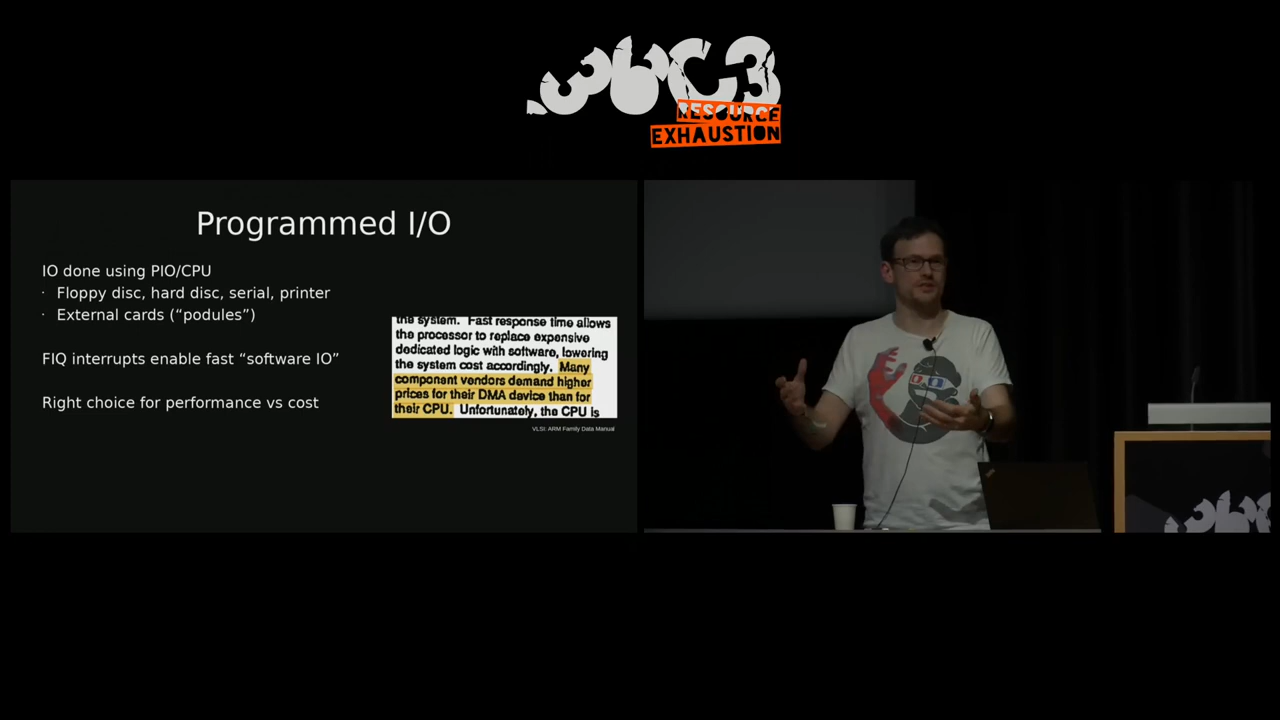 36C3
RESOURCE
EXHAUSTION
Programmed I/O
IO done using PIO/CPU
· Floppy disc, hard disc, serial, printer
· External cards (“podules”)
FIQ interrupts enable fast “software IO”
Right choice for performance vs cost
the system. Fast response time allows
the processor to replace expensive
dedicated logic with software, lowering
the system cost accordingly. Many
component vendors demand higher
prices for their DMA device than for
their CPU. Unfortunately, the CPU is
VLSI: ARM Family Data Manual